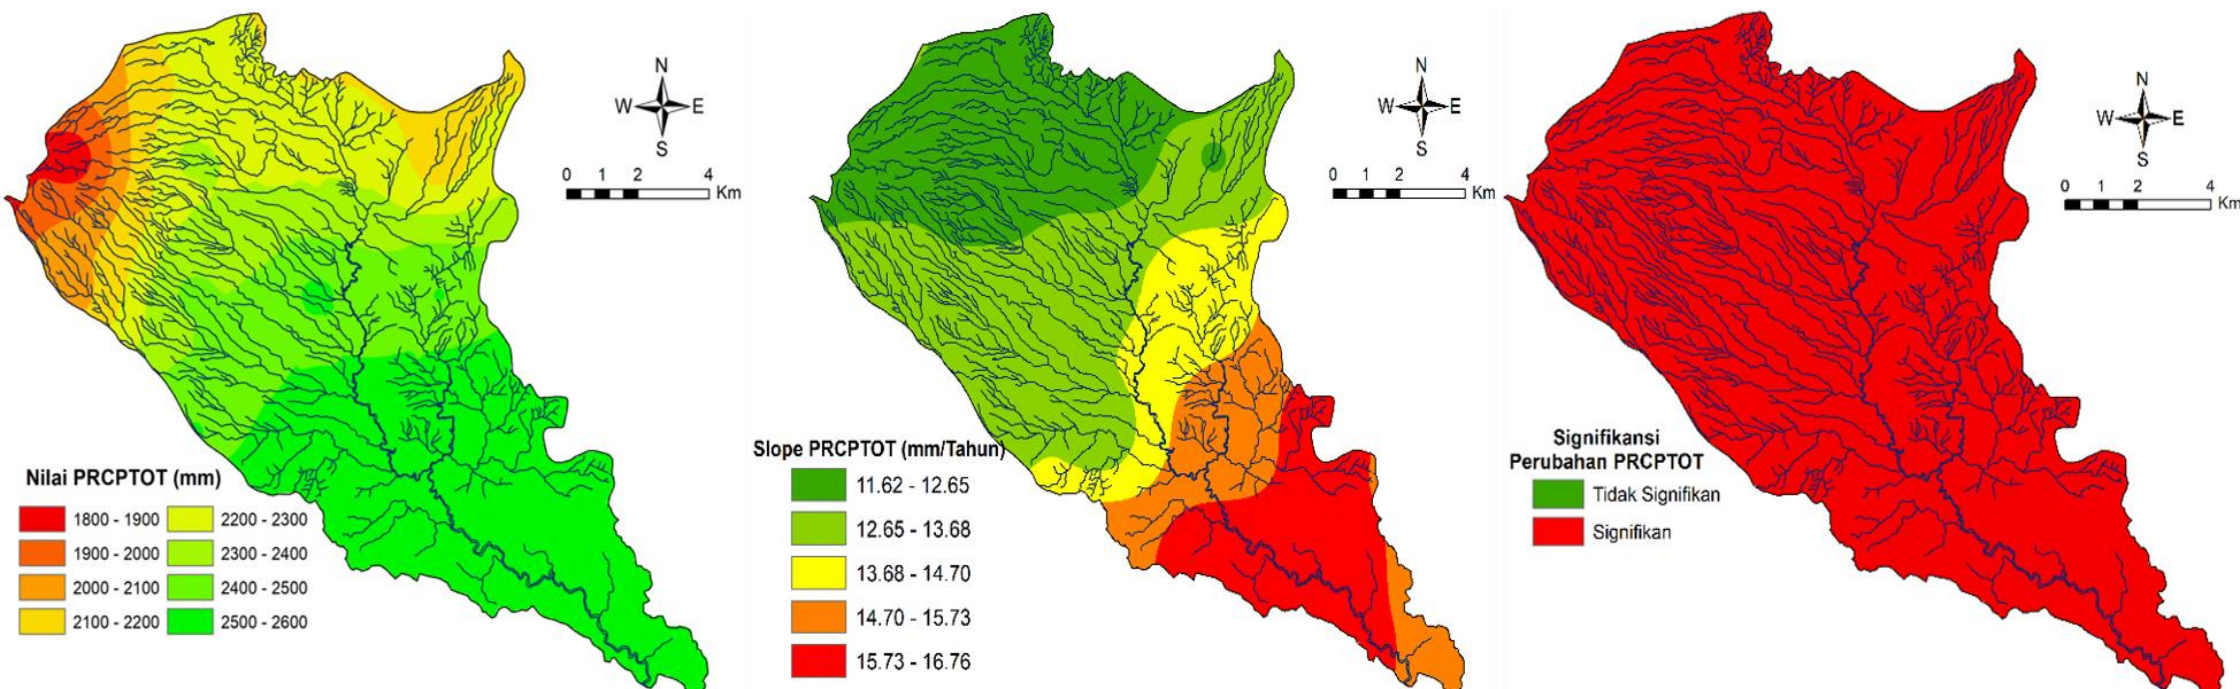 N
W E
S
0 1 2 4
Km
Nilai PRCPTOT (mm)
1800 - 1900
1900 - 2000
2000 - 2100
2100 - 2200
2200 - 2300
2300 - 2400
2400 - 2500
2500 - 2600
N
W E
S
0 1 2 4
Km
Slope PRCPTOT (mm/Tahun)
11.62 - 12.65
12.65 - 13.68
13.68 - 14.70
14.70 - 15.73
15.73 - 16.76
N
W E
S
0 1 2 4
Km
Signifikansi
Perubahan PRCPTOT
Tidak Signifikan
Signifikan